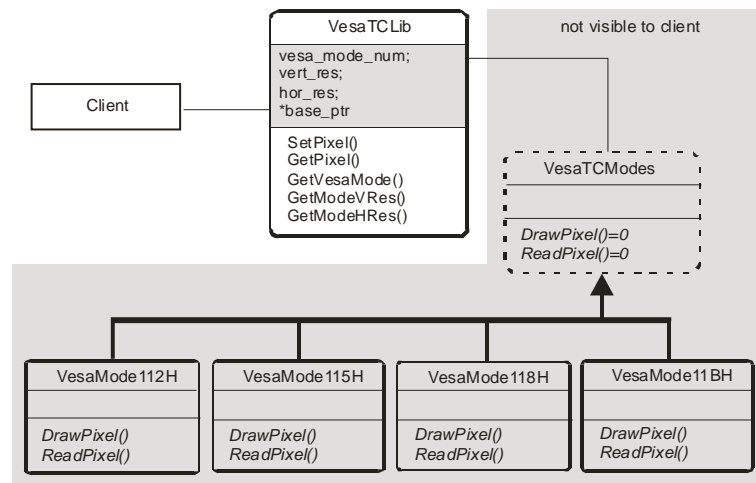 VesaTCLib
not visible to client
vesa_mode_num;
vert_res;
hor_res;
*base_ptr
Client
SetPixel()
GetPixel()
GetVesaMode()
GetModeVRes()
GetModeHRes()
VesaTCModes
DrawPixel()=0
ReadPixel()=0
VesaMode112H
DrawPixel()
ReadPixel()
VesaMode115H
DrawPixel()
ReadPixel()
VesaMode118H
DrawPixel()
ReadPixel()
VesaMode11BH
DrawPixel()
ReadPixel()